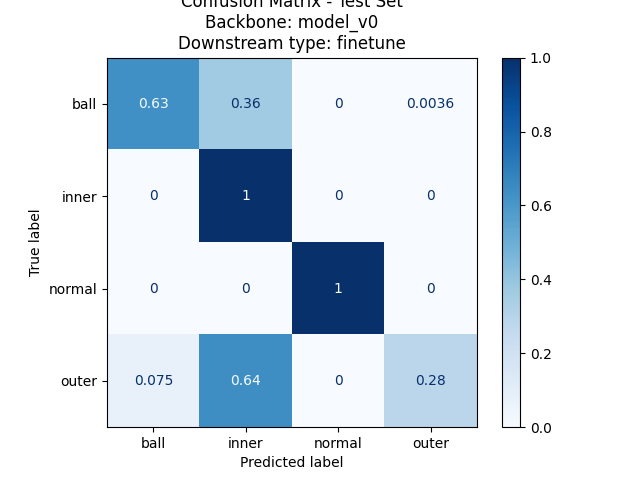 Confusion Matrix - Test Set
Backbone: model_v0
Downstream type: finetune
1.0
ball 0.63 0.36 0 0.0036
0.8
inner 0 1 0 0
0.6
True label
normal 0 0 1 0
0.4
0.2
outer 0.075 0.64 0 0.28
0.0
ball inner normal outer
Predicted label